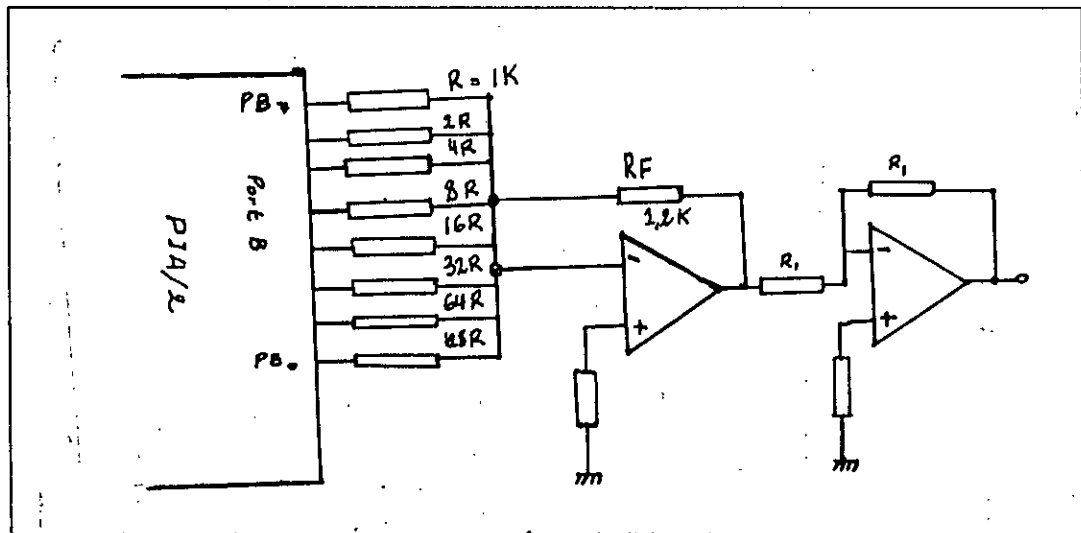 R = 1K
PB7
2R
4R
8R
16R
32R
64R
128R
PB0
Port B
PIA/2
RF
1,2K
R1
R1
-
+
-
+